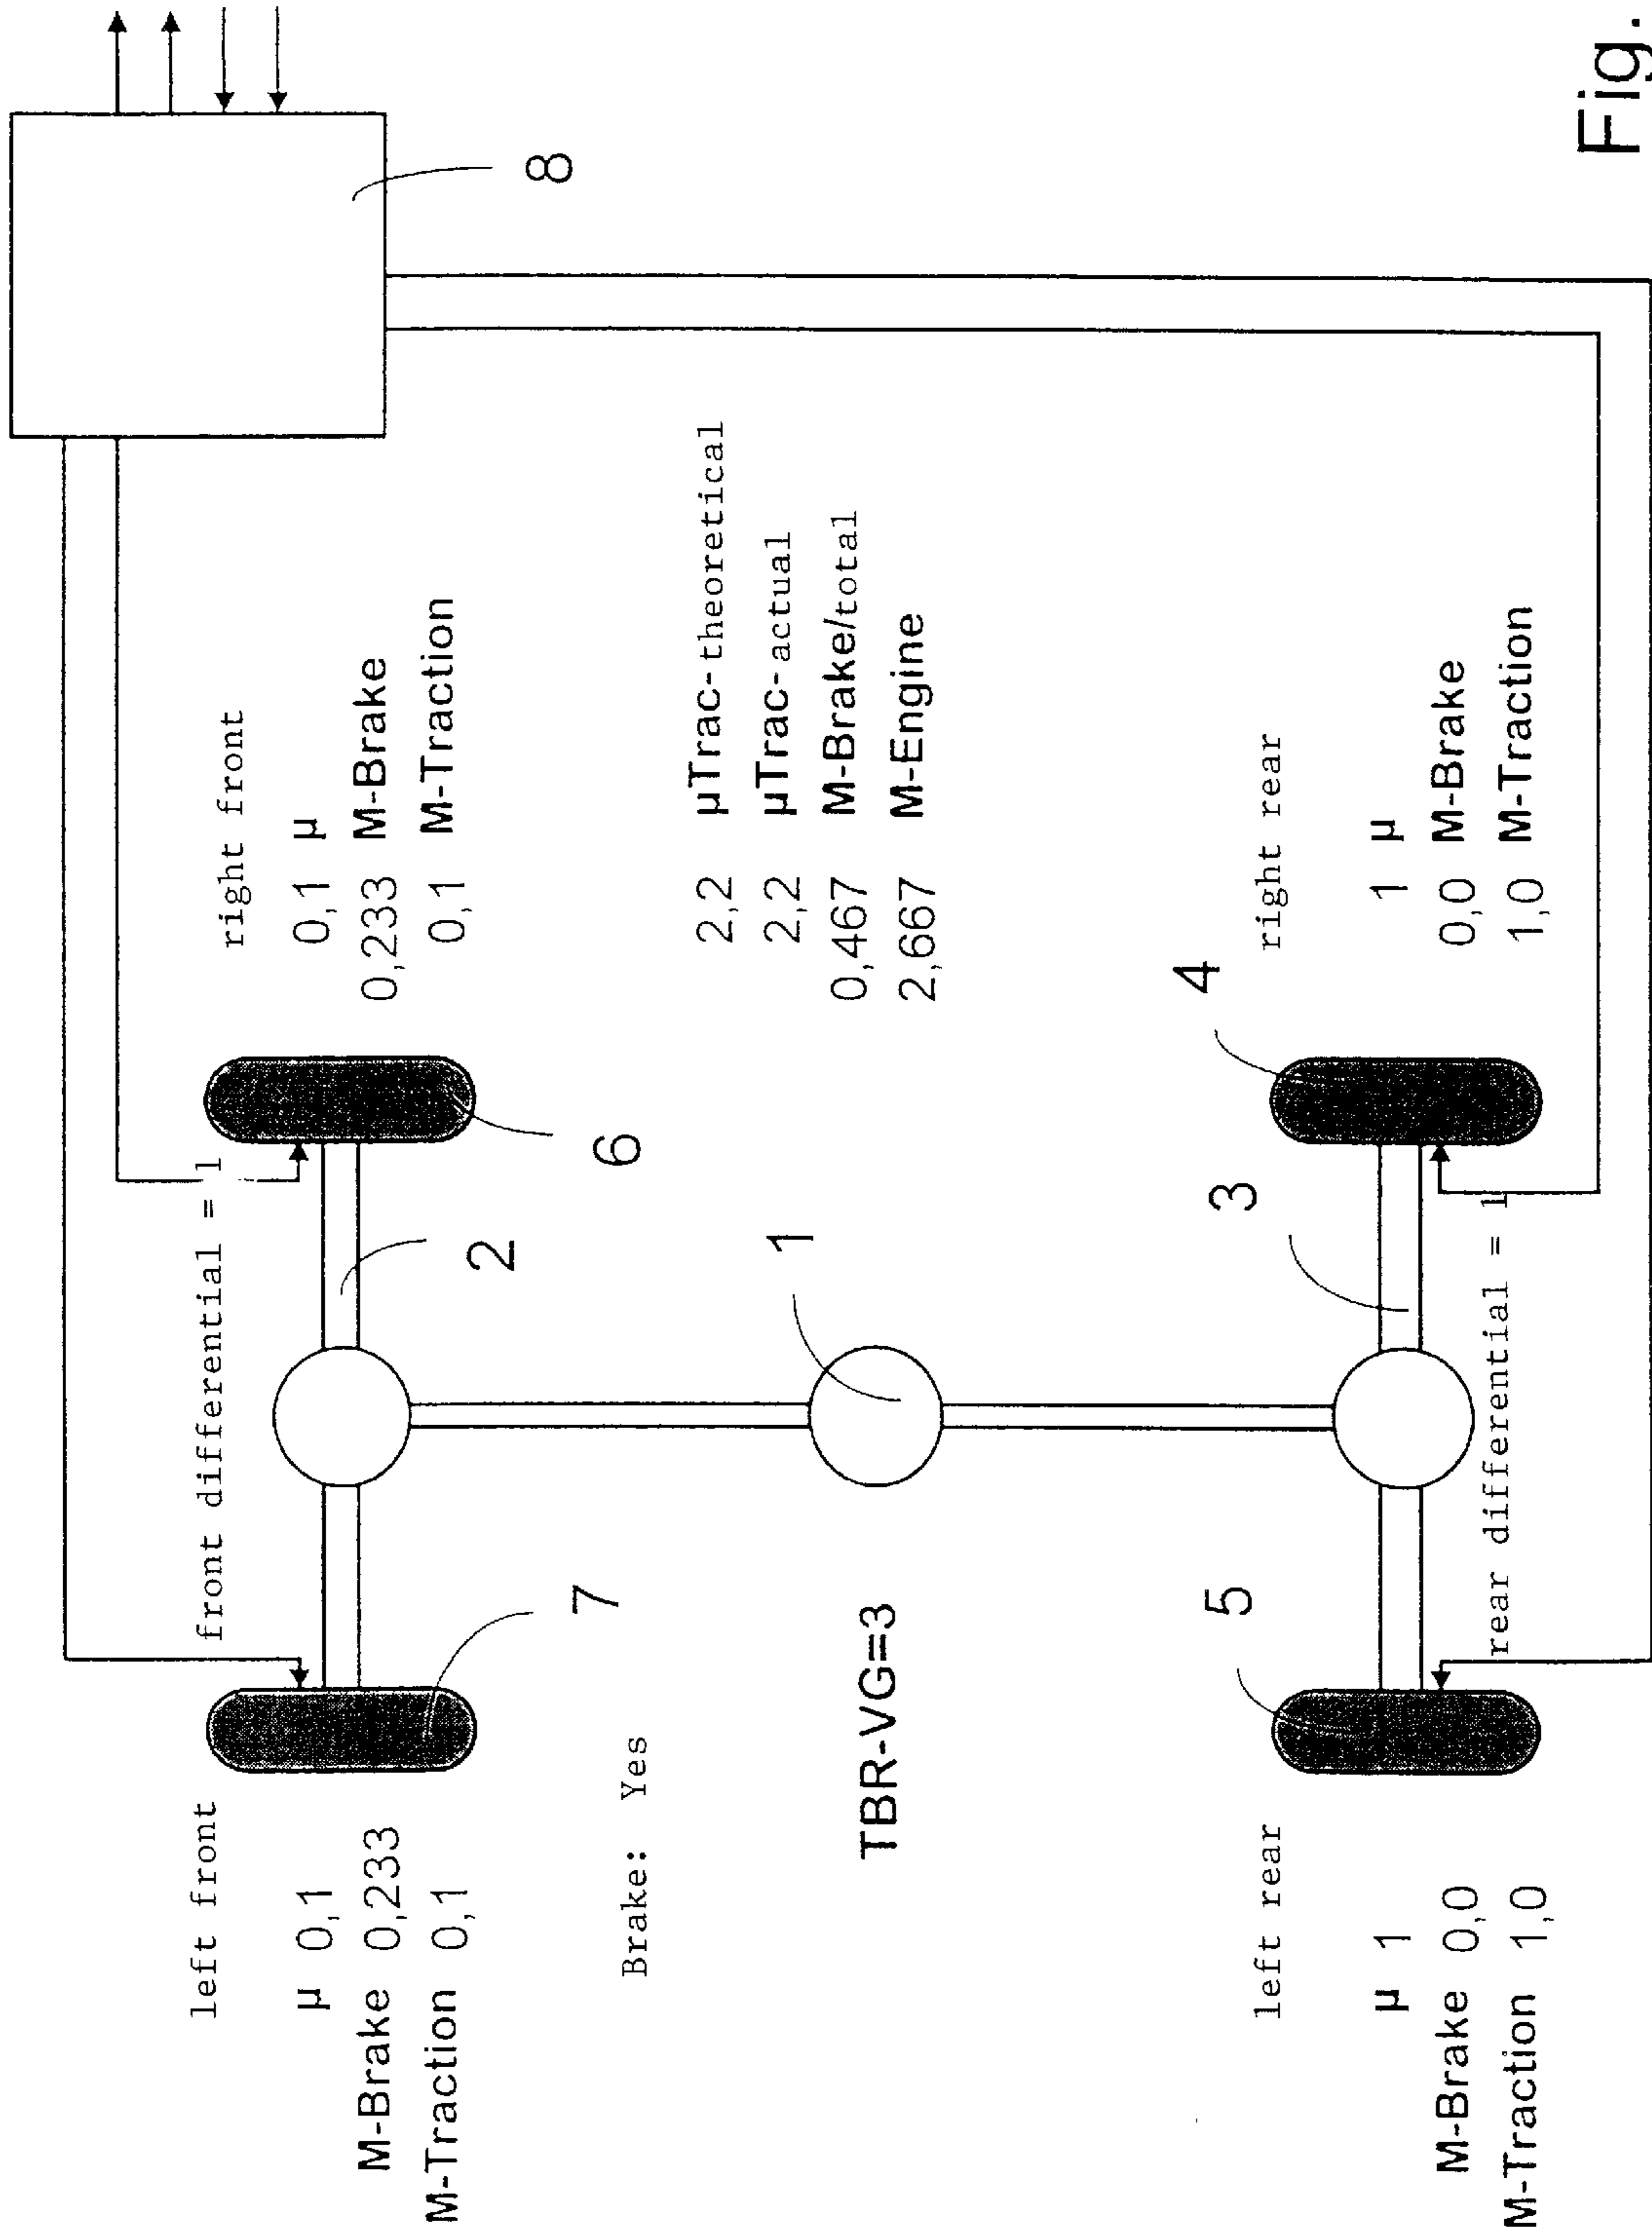 8
left front
μ 0,1
M-Brake 0,233
M-Traction 0,1
front differential = 1
right front
0,1 μ
0,233 M-Brake
0,1 M-Traction
7
2
6
Brake: Yes
TBR-VG=3
1
2,2 μTrac-theoretical
2,2 μTrac-actual
0,467 M-Brake/total
2,667 M-Engine
left rear
μ 1
M-Brake 0,0
M-Traction 1,0
5
3
4
rear differential = 1
right rear
1 μ
0,0 M-Brake
1,0 M-Traction
Fig.